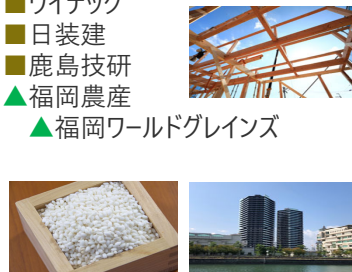 ■ウイテック
■日装建
■鹿島技研
▲福岡農産
▲福岡ワールドグレインズ